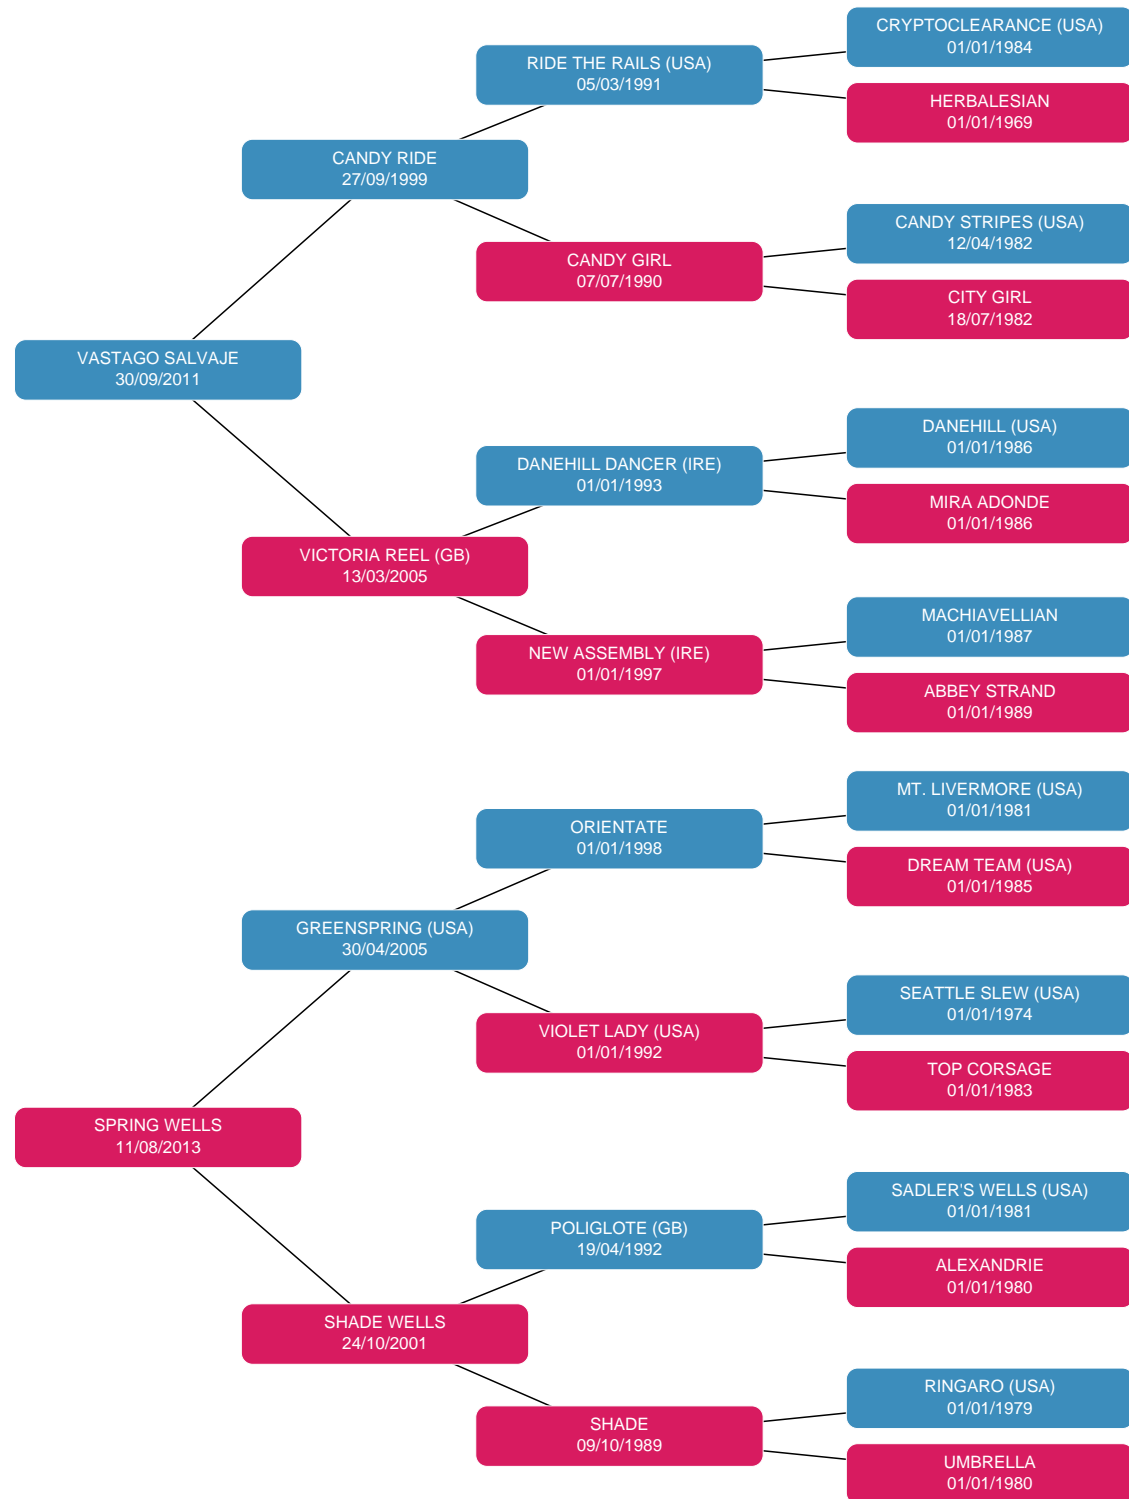 CRYPTOCLEARANCE (USA)
01/01/1984
RIDE THE RAILS (USA)
05/03/1991
HERBALESIAN
01/01/1969
CANDY RIDE
27/09/1999
CANDY STRIPES (USA)
12/04/1982
CANDY GIRL
07/07/1990
CITY GIRL
18/07/1982
VASTAGO SALVAJE
30/09/2011
DANEHILL (USA)
01/01/1986
DANEHILL DANCER (IRE)
01/01/1993
MIRA ADONDE
01/01/1986
VICTORIA REEL (GB)
13/03/2005
MACHIAVELLIAN
01/01/1987
NEW ASSEMBLY (IRE)
01/01/1997
ABBEY STRAND
01/01/1989
MT. LIVERMORE (USA)
01/01/1981
ORIENTATE
01/01/1998
DREAM TEAM (USA)
01/01/1985
GREENSPRING (USA)
30/04/2005
SEATTLE SLEW (USA)
01/01/1974
VIOLET LADY (USA)
01/01/1992
TOP CORSAGE
01/01/1983
SPRING WELLS
11/08/2013
SADLER'S WELLS (USA)
01/01/1981
POLIGLOTE (GB)
19/04/1992
ALEXANDRIE
01/01/1980
SHADE WELLS
24/10/2001
RINGARO (USA)
01/01/1979
SHADE
09/10/1989
UMBRELLA
01/01/1980